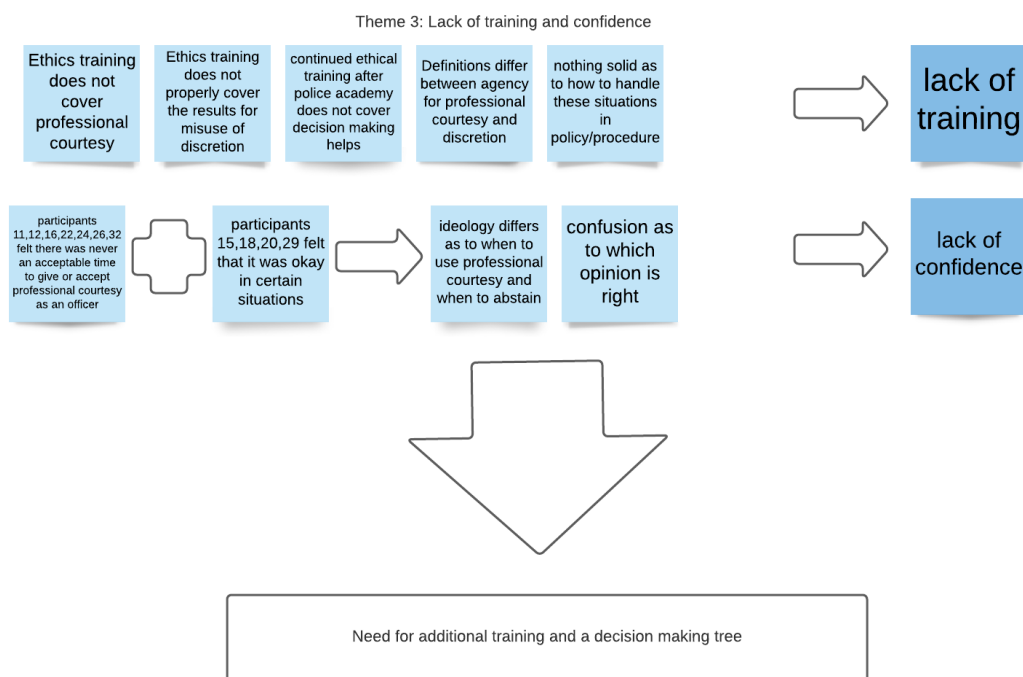 Theme 3: Lack of training and confidence
Ethics training
does not
cover
professional
courtesy
Ethics training
does not
properly cover
the results for
misuse of
discretion
continued ethical
training after
police academy
does not cover
decision making
helps
Definitions differ
between agency
for professional
courtesy and
discretion
nothing solid as
to how to handle
these situations
in
policy/procedure
lack of
training
participants
11,12,16,22,24,26,32
felt there was never
an acceptable time
to give or accept
professional courtesy
as an officer
participants
15,18,20,29 felt
that it was okay
in certain
situations
ideology differs
as to when to
use professional
courtesy and
when to abstain
confusion as
to which
opinion is
right
lack of
confidence
Need for additional training and a decision making tree